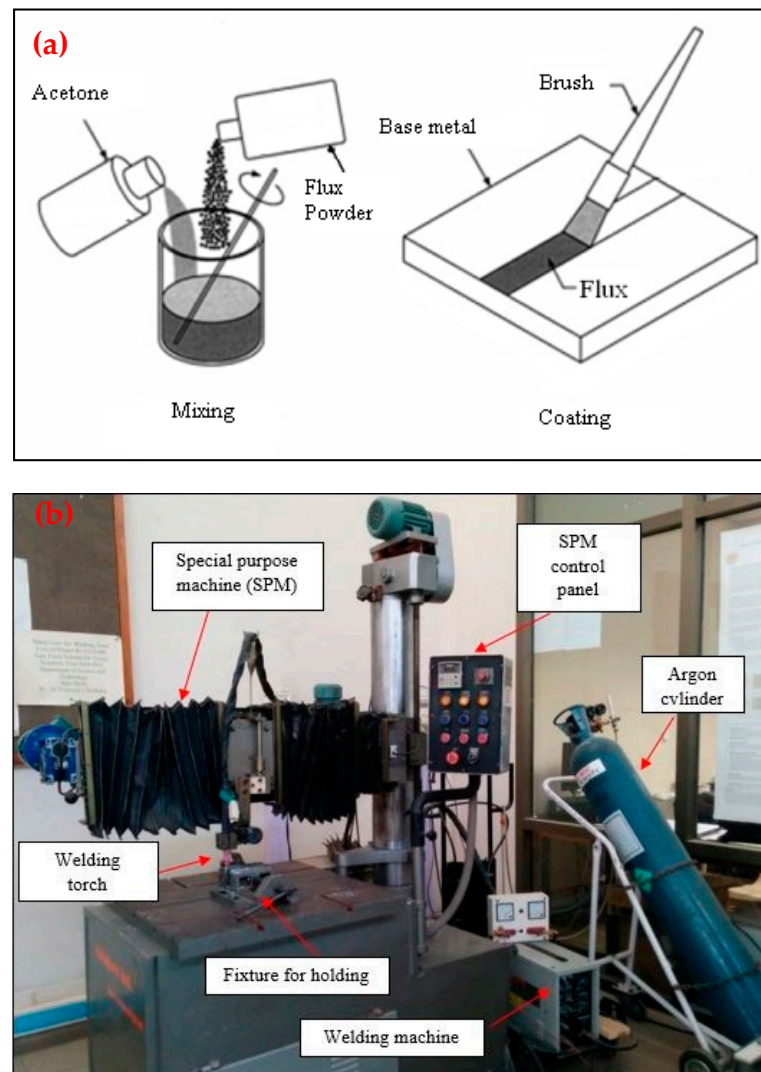 (a)
Acetone
Brush
Base metal
Flux
Powder
Flux
Mixing
Coating
(b)
Special purpose
machine (SPM)
SPM
control
panel
Argon
cvlinder
Welding
torch
Fixture for holding
Welding machine